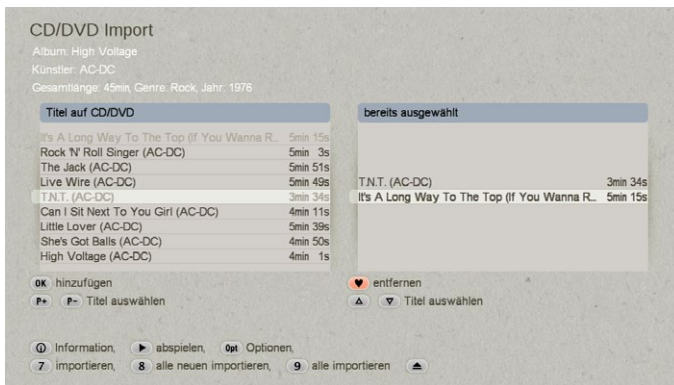 CD/DVD Import
Album: High Voltage
Künstler: AC-DC
Gesamtlänge: 45min, Genre: Rock, Jahr: 1976
Titel auf CD/DVD
It's A Long Way To The Top (If You Wanna R... 5min 15s
Rock 'N' Roll Singer (AC-DC) 5min 3s
The Jack (AC-DC) 5min 51s
Live Wire (AC-DC) 5min 49s
T.N.T. (AC-DC) 3min 34s
Can I Sit Next To You Girl (AC-DC) 4min 11s
Little Lover (AC-DC) 5min 39s
She's Got Balls (AC-DC) 4min 50s
High Voltage (AC-DC) 4min 1s
OK hinzufügen
P+ P- Titel auswählen
bereits ausgewählt
T.N.T. (AC-DC) 3min 34s
It's A Long Way To The Top (If You Wanna R... 5min 15s
entfernen
Titel auswählen
Information, abspielen, Opt Optionen,
7 importieren, 8 alle neuen importieren, 9 alle importieren